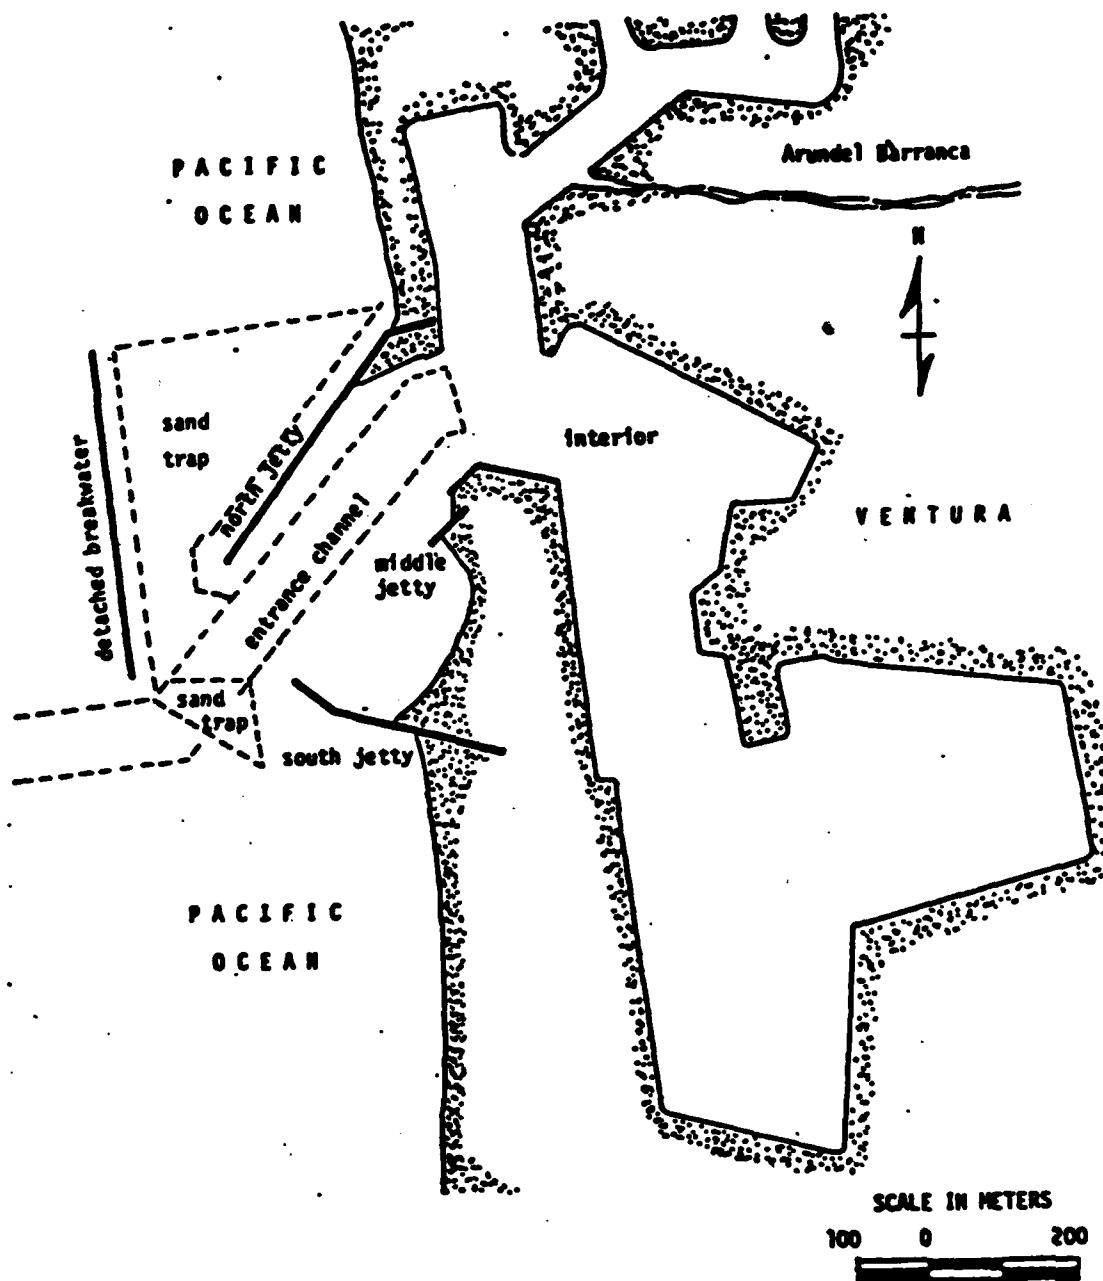 Arundel Barranca
PACIFIC
OCEAN
N
sand
trap
north jetty
interior
detached breakwater
entrance channel
VENTURA
middle
jetty
sand
trap
south jetty
PACIFIC
OCEAN
SCALE IN METERS
100 0 200